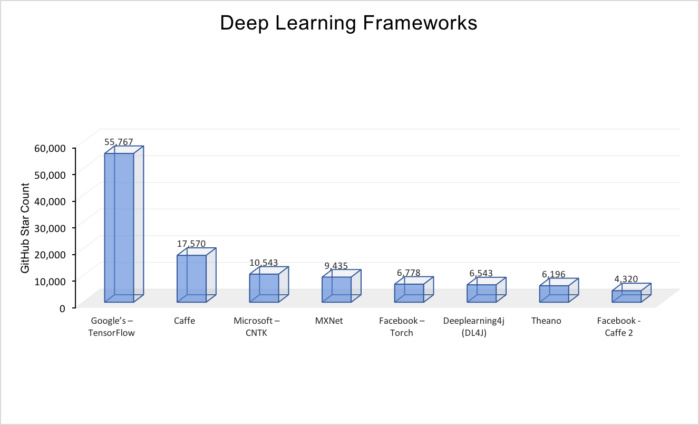 Deep Learning Frameworks
GitHub Star Count
60,000
50,000
40,000
30,000
20,000
10,000
0
55,767
17,570
10,543
9,435
6,778
6,543
6,196
4,320
Google's –
TensorFlow
Caffe
Microsoft –
CNTK
MXNet
Facebook –
Torch
Deeplearning4j
(DL4J)
Theano
Facebook -
Caffe 2